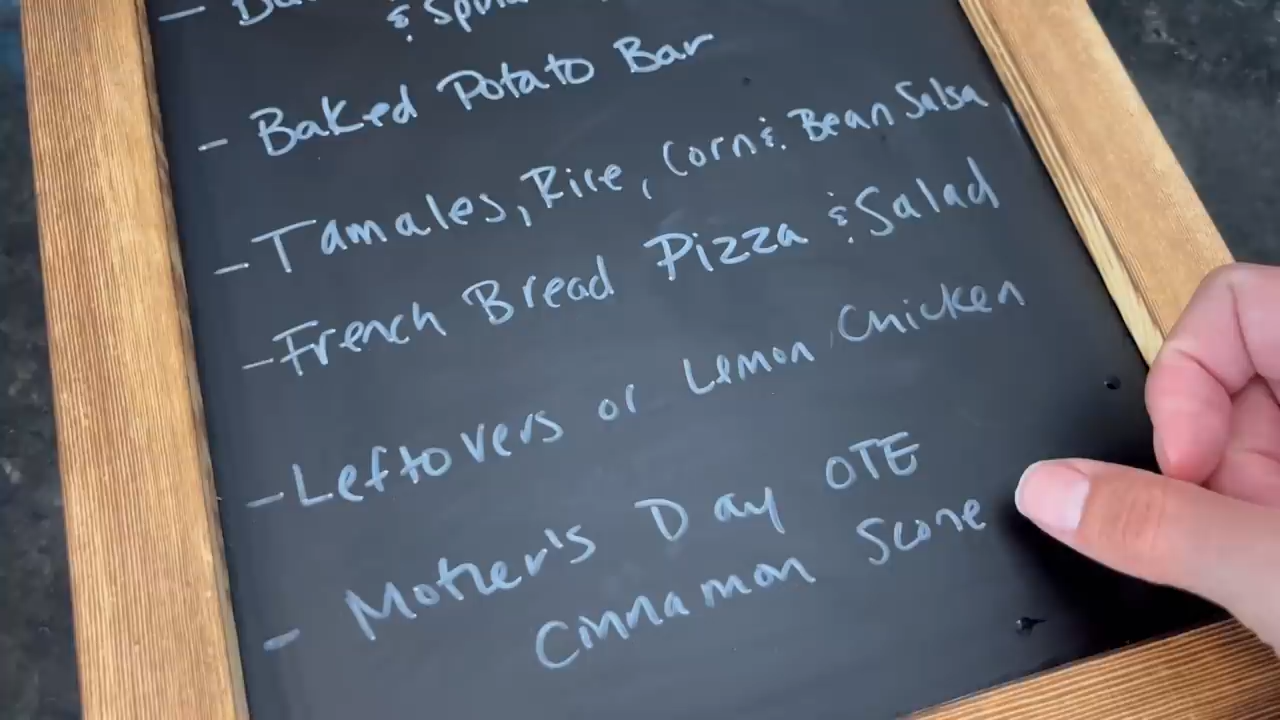 - Baked Potato Bar
- Tamales, Rice, Corn & Bean Salsa
- French Bread Pizza & Salad
- Leftovers or Lemon Chicken
- Mother's Day OTE
Cinnamon Scone